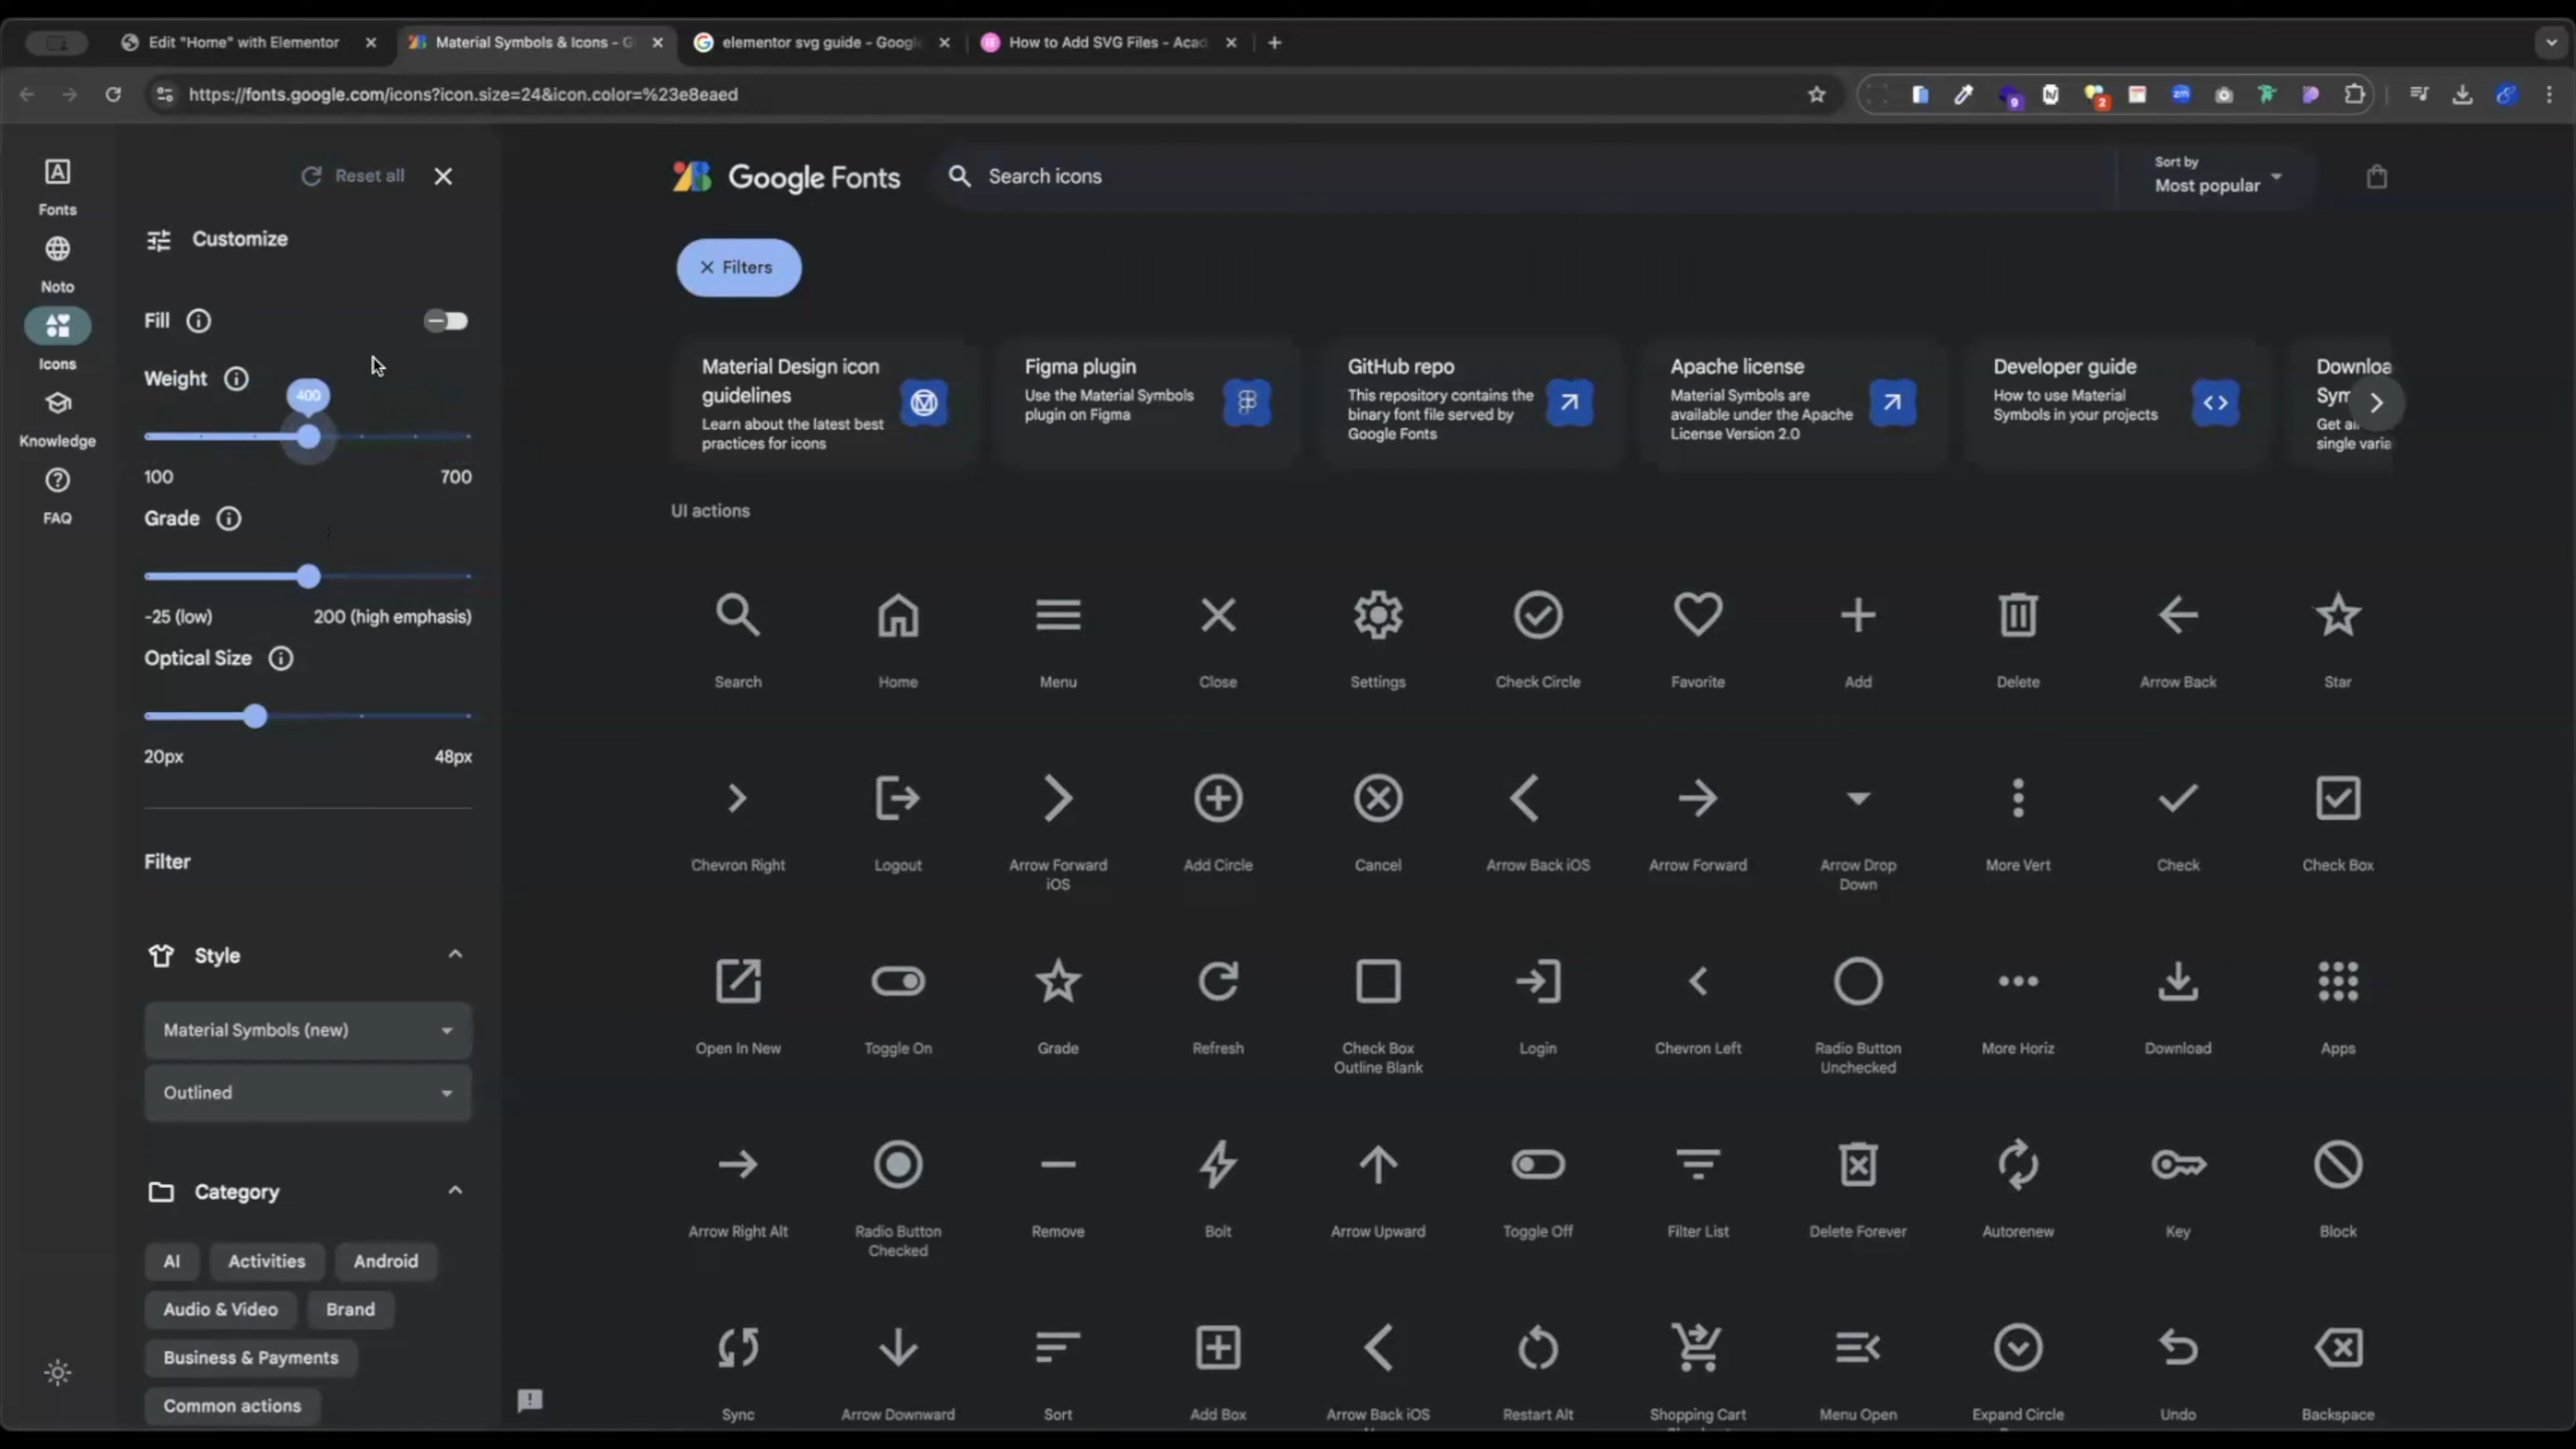 Edit "Home" with Elementor
Material Symbols & Icons - G
elementor svg guide - Googl
How to Add SVG Files - Acad
https://fonts.google.com/icons?icon.size=24&icon.color=%23e8eaed
9
2
zm
Fonts
Noto
Icons
Knowledge
FAQ
Reset all
Customize
Fill
Weight
400
100
700
Grade
-25 (low)
200 (high emphasis)
Optical Size
20px
48px
Filter
Style
Material Symbols (new)
Outlined
Category
AI
Activities
Android
Audio & Video
Brand
Business & Payments
Common actions
Google Fonts
Search icons
Sort by
Most popular
Filters
Material Design icon
guidelines
Learn about the latest best
practices for icons
Figma plugin
Use the Material Symbols
plugin on Figma
GitHub repo
This repository contains the
binary font file served by
Google Fonts
Apache license
Material Symbols are
available under the Apache
License Version 2.0
Developer guide
How to use Material
Symbols in your projects
Downloa
Sym
Get al
single varia
UI actions
Search
Home
Menu
Close
Settings
Check Circle
Favorite
Add
Delete
Arrow Back
Star
Chevron Right
Logout
Arrow Forward
iOS
Add Circle
Cancel
Arrow Back iOS
Arrow Forward
Arrow Drop
Down
More Vert
Check
Check Box
Open In New
Toggle On
Grade
Refresh
Check Box
Outline Blank
Login
Chevron Left
Radio Button
Unchecked
More Horiz
Download
Apps
Arrow Right Alt
Radio Button
Checked
Remove
Bolt
Arrow Upward
Toggle Off
Filter List
Delete Forever
Autorenew
Key
Block
Sync
Arrow Downward
Sort
Add Box
Arrow Back iOS
Restart Alt
Shopping Cart
Menu Open
Expand Circle
Undo
Backspace